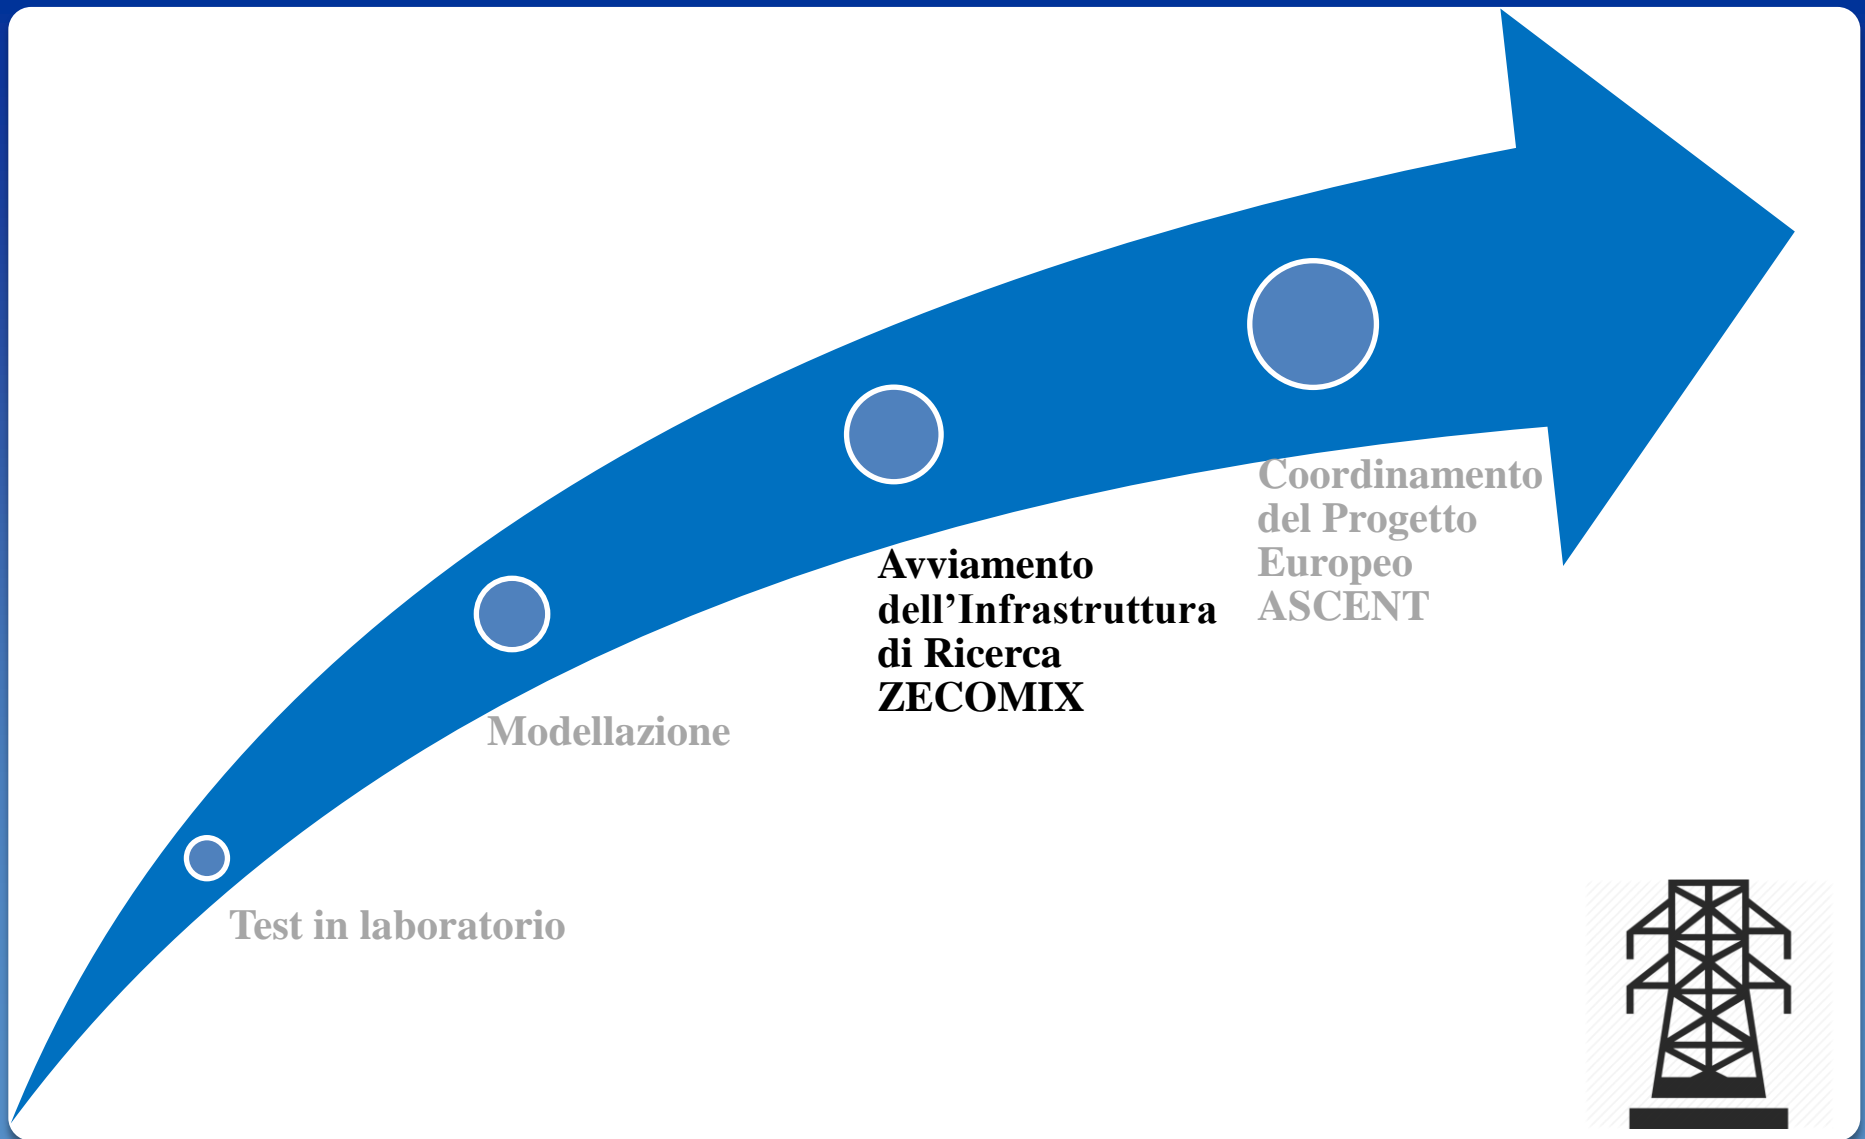 Test in laboratorio
Modellazione
Avviamento
dell’Infrastruttura
di Ricerca
ZECOMIX
Coordinamento
del Progetto
Europeo
ASCENT